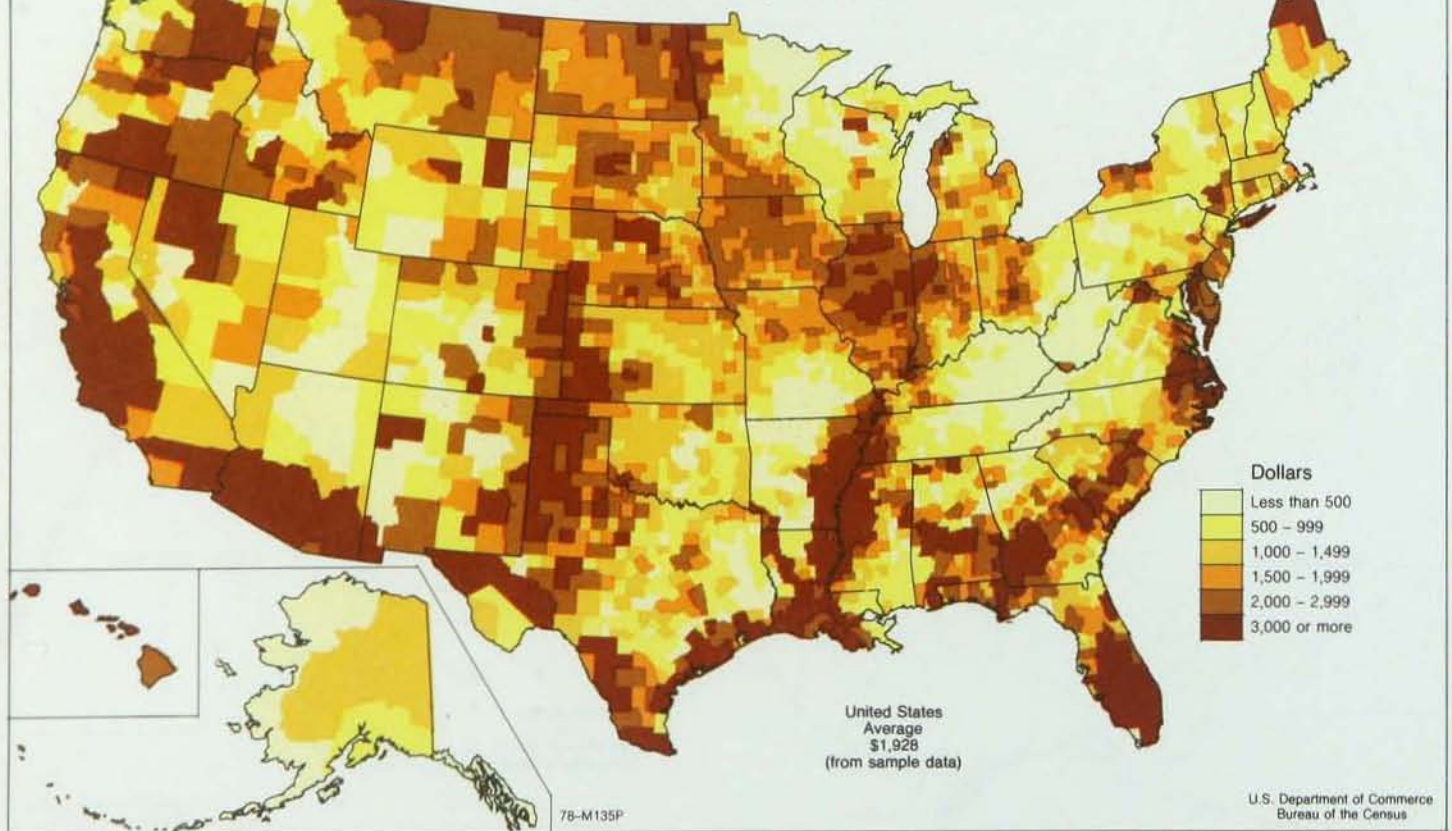 Dollars
Less than 500
500 – 999
1,000 – 1,499
1,500 – 1,999
2,000 – 2,999
3,000 or more
United States
Average
$1,928
(from sample data)
78-M135P
U.S. Department of Commerce
Bureau of the Census